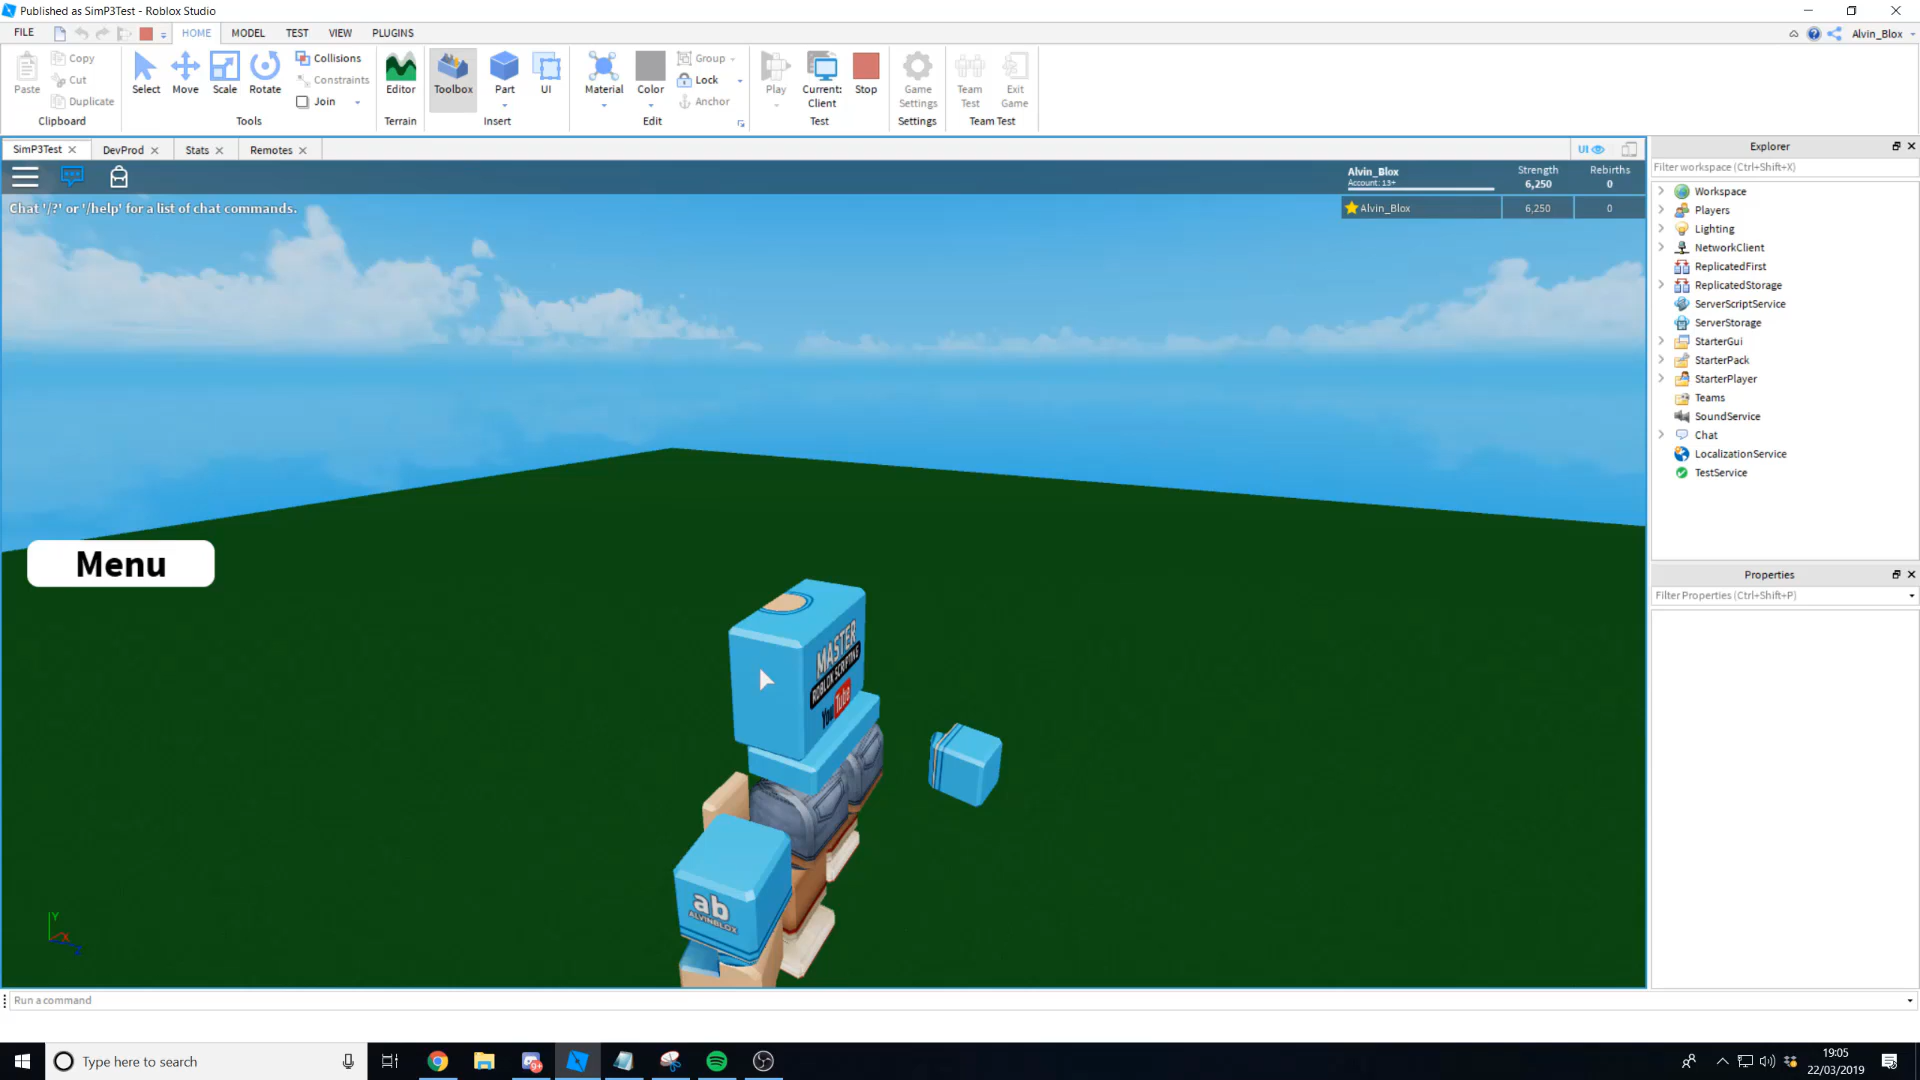 Published as SimP3Test - Roblox Studio
FILE HOME MODEL TEST VIEW PLUGINS Alvin_Blox
Paste Copy Cut Duplicate Clipboard
Select Move Scale Rotate Collisions Constraints Join Tools
Editor Terrain
Toolbox Part UI Insert
Material Color Group Lock Anchor Edit
Play Current: Client Stop Test
Game Settings Settings
Team Test Exit Game Team Test
SimP3Test DevProd Stats Remotes UI
Alvin_Blox Strength Rebirths
Account: 13+ 6,250 0
Chat '/?' or '/help' for a list of chat commands. Alvin_Blox 6,250 0
Menu
MASTER
ROBLOX SCRIPTING
YouTube
ab
ALVINBLOX
Y
X
Explorer
Filter workspace (Ctrl+Shift+X)
Workspace
Players
Lighting
NetworkClient
ReplicatedFirst
ReplicatedStorage
ServerScriptService
ServerStorage
StarterGui
StarterPack
StarterPlayer
Teams
SoundService
Chat
LocalizationService
TestService
Properties
Filter Properties (Ctrl+Shift+P)
Run a command
Type here to search
9+
19:05
22/03/2019